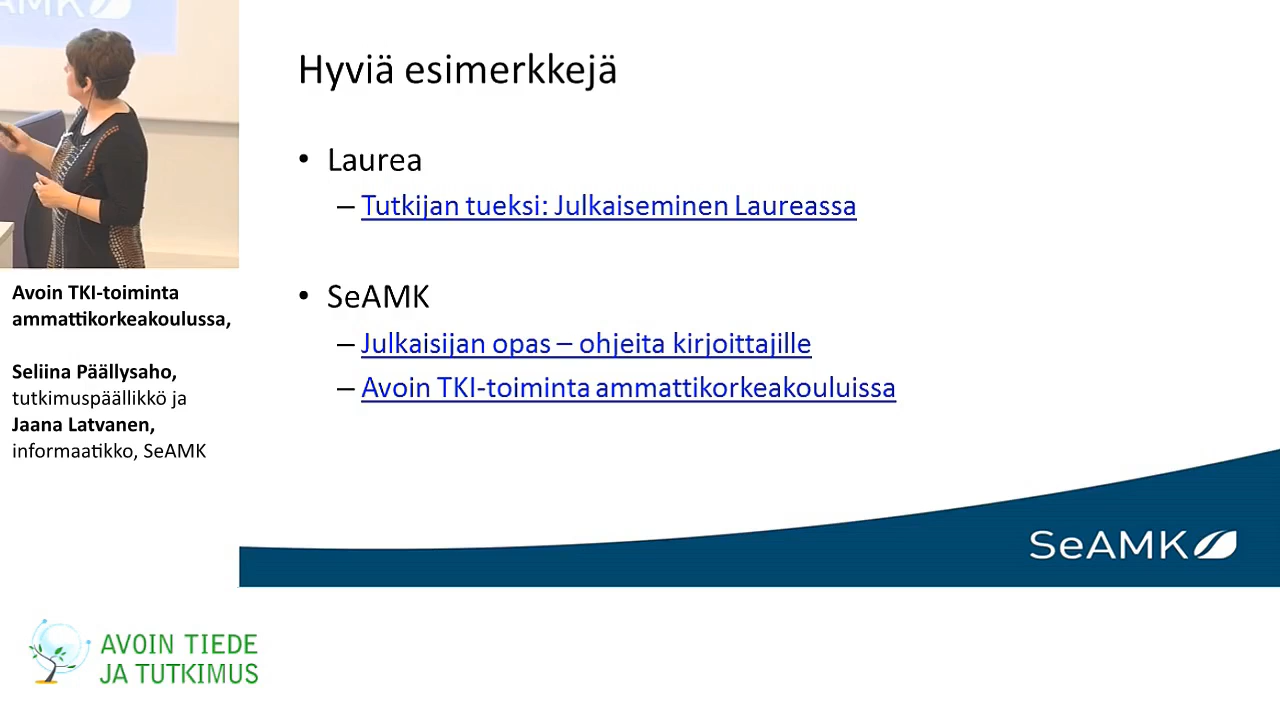 AMK
Hyviä esimerkkejä
• Laurea
– Tutkijan tueksi: Julkaiseminen Laureassa
• SeAMK
– Julkaisijan opas – ohjeita kirjoittajille
– Avoin TKI-toiminta ammattikorkeakouluissa
SeAMK
Avoin TKI-toiminta
ammattikorkeakoulussa,
Seliina Päällysaho,
tutkimuspäällikkö ja
Jaana Latvanen,
informaatikko, SeAMK
AVOIN TIEDE
JA TUTKIMUS